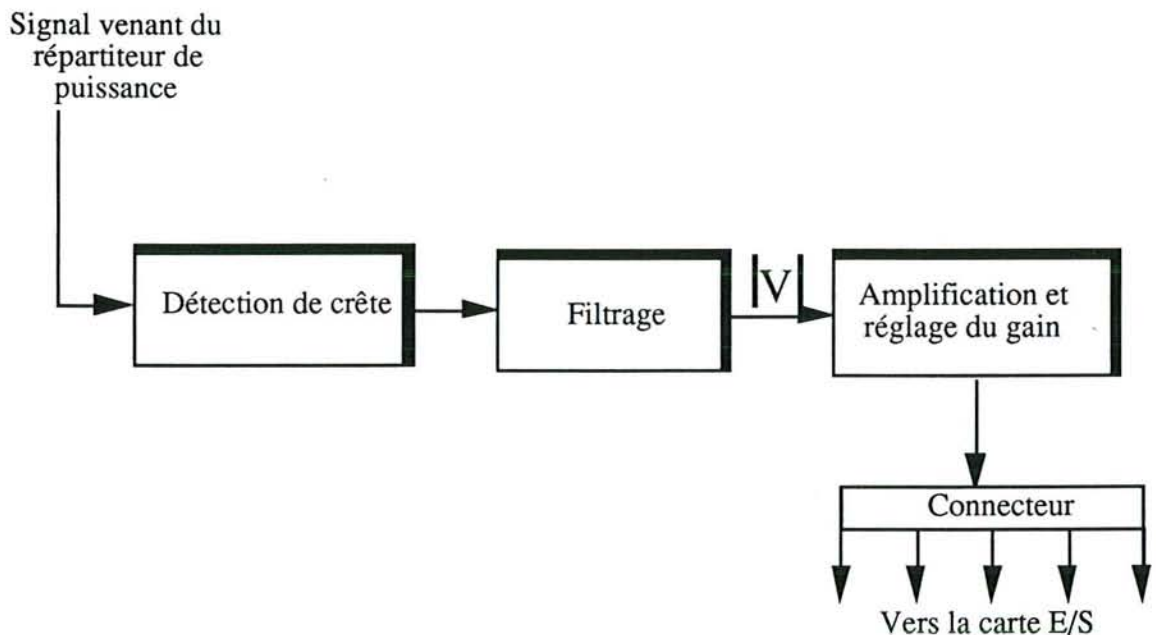 Signal venant du
répartiteur de
puissance
Détection de crête
Filtrage
|V|
Amplification et
réglage du gain
Connecteur
Vers la carte E/S